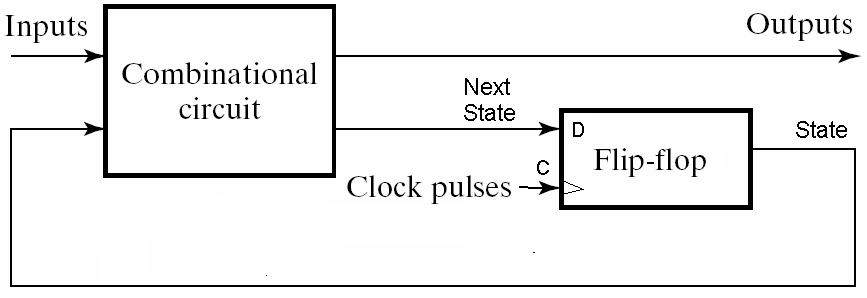 Inputs
Outputs
Combinational
circuit
Next
State
D
State
Flip-flop
C
Clock pulses